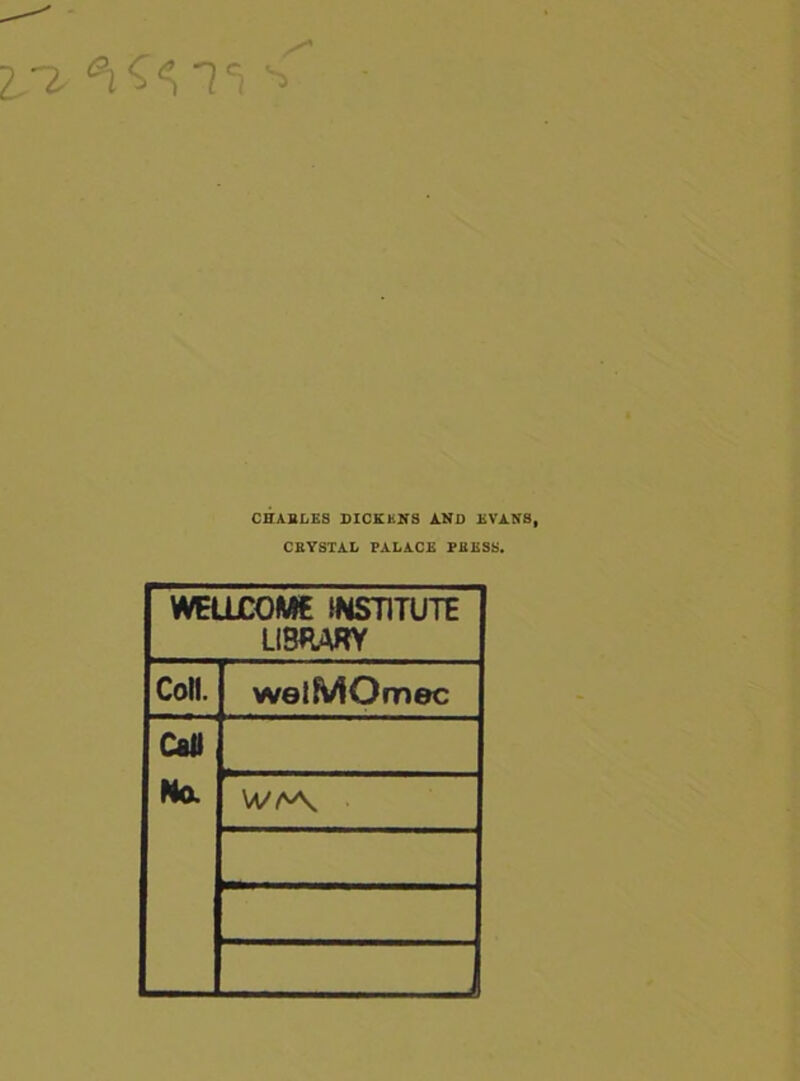 CHARLES DICKENS AND EVANS,
CRYSTAL PALACE PRESS.
WELLCOME INSTITUTE
LIBRARY
Coll. welMOmec
Call
No. WM